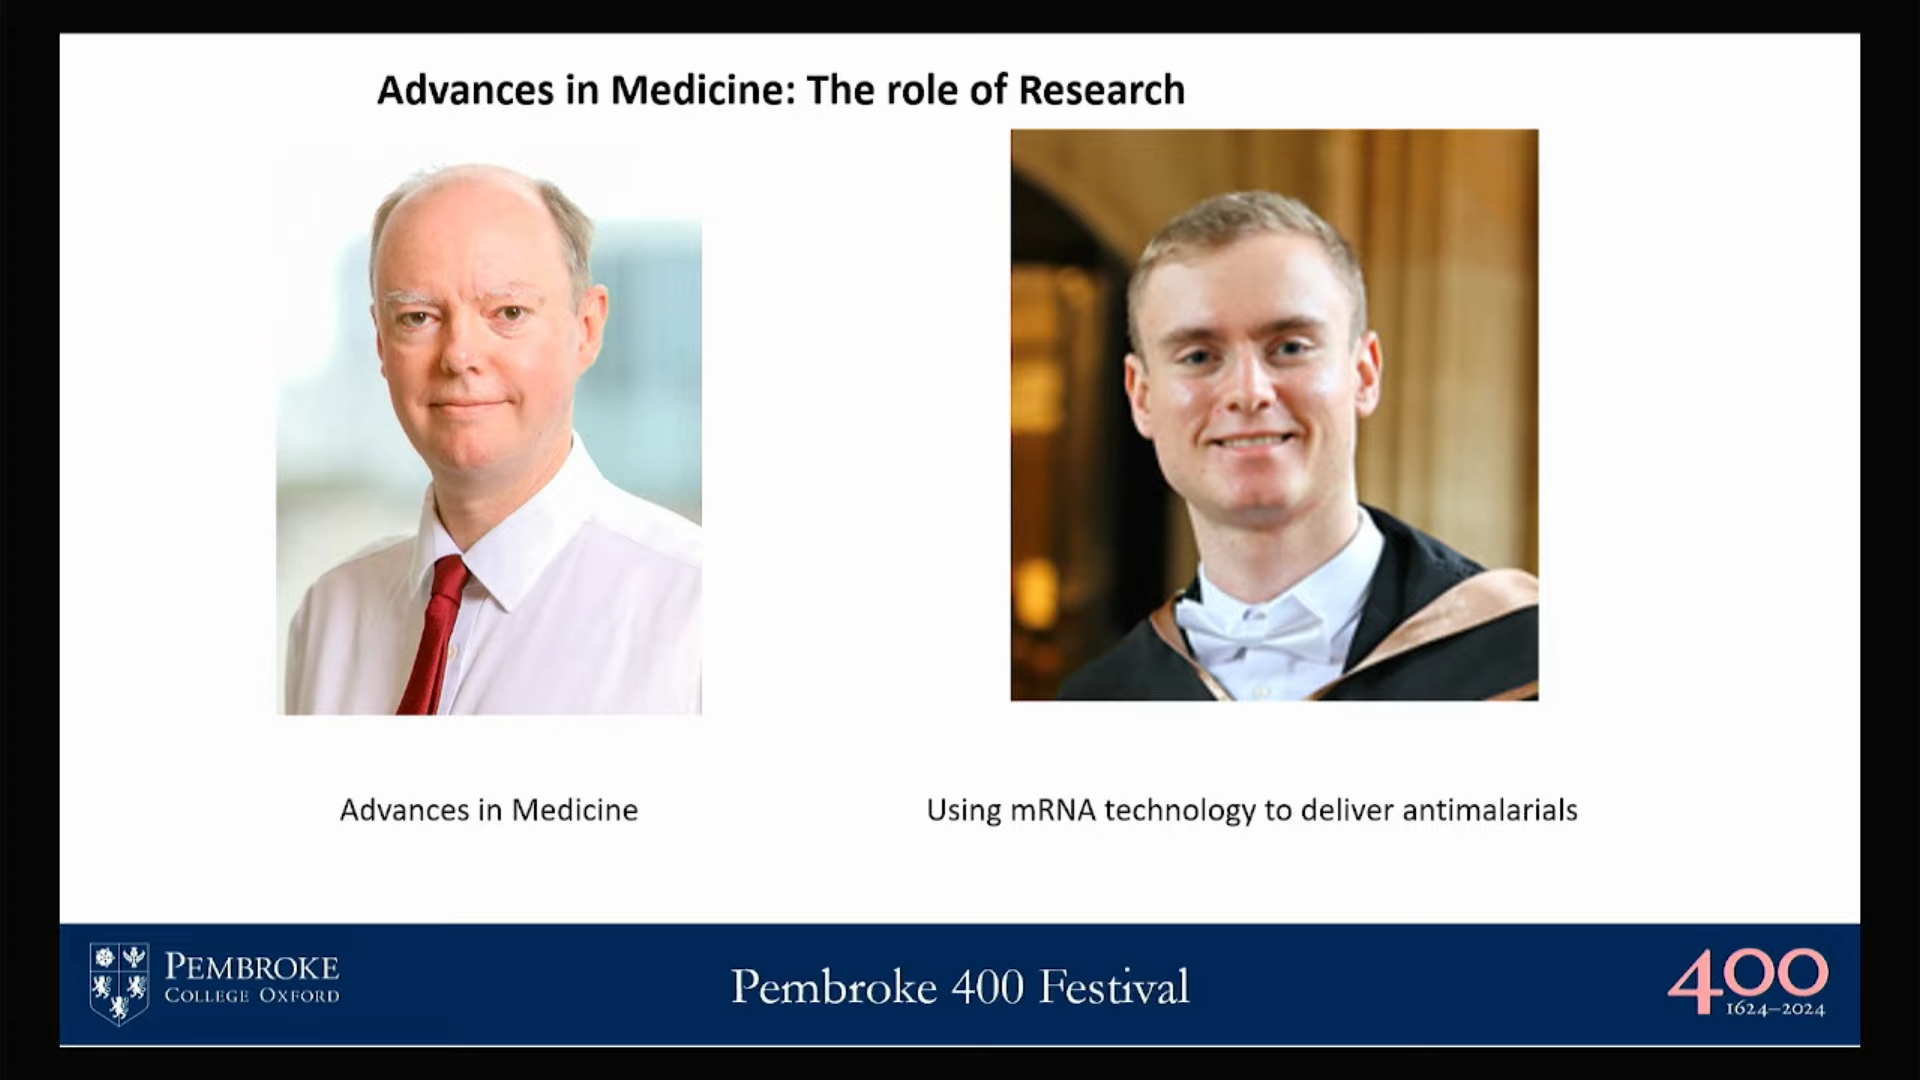 Advances in Medicine: The role of Research
Advances in Medicine
Using mRNA technology to deliver antimalarials
PEMBROKE
COLLEGE OXFORD
Pembroke 400 Festival
400
1624–2024